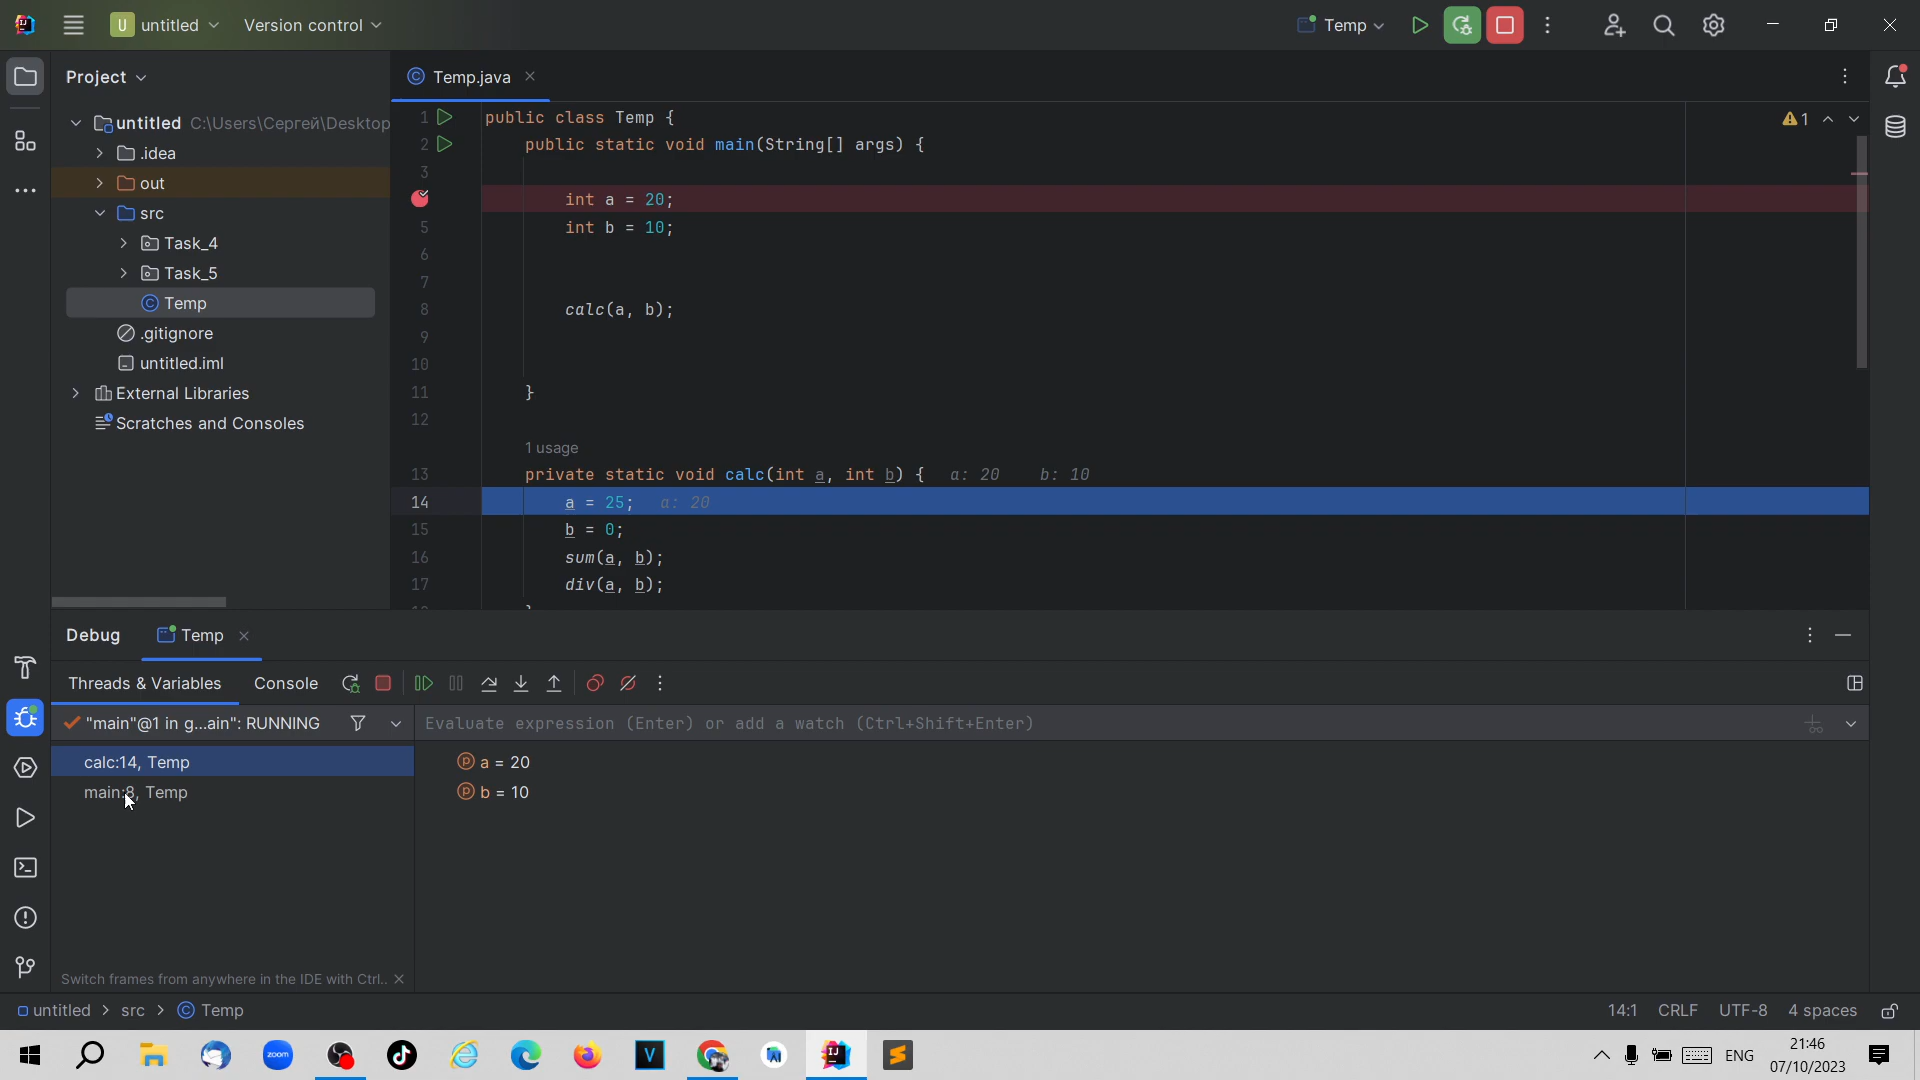 U untitled Version control Temp
Project
Temp.java
untitled C:\Users\Сергей\Desktop
.idea
out
src
Task_4
Task_5
Temp
.gitignore
untitled.iml
External Libraries
Scratches and Consoles
1
1 public class Temp {
2 public static void main(String[] args) {
3
int a = 20;
5 int b = 10;
6
7
8 calc(a, b);
9
10
11 }
12
1 usage
13 private static void calc(int a, int b) { a: 20 b: 10
14 a = 25; a: 20
15 b = 0;
16 sum(a, b);
17 div(a, b);
Debug Temp
Threads & Variables Console
"main"@1 in g...ain": RUNNING
Evaluate expression (Enter) or add a watch (Ctrl+Shift+Enter)
calc:14, Temp
main:8, Temp
a = 20
b = 10
Switch frames from anywhere in the IDE with Ctrl..
untitled > src > Temp
14:1 CRLF UTF-8 4 spaces
zoom
ENG
21:46
07/10/2023